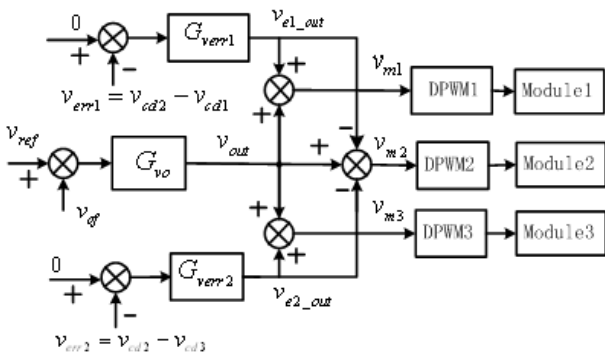 0
+
−
G_verr1
v_e1_out
v_err1 = v_cd2 − v_cd1
+
+
v_m1
DPWM1
Module1
v_ref
+
v_of
G_vo
v_out
+
−
−
v_m2
DPWM2
Module2
+
+
v_m3
DPWM3
Module3
0
+
−
G_verr2
v_e2_out
v_err2 = v_cd2 − v_cd3